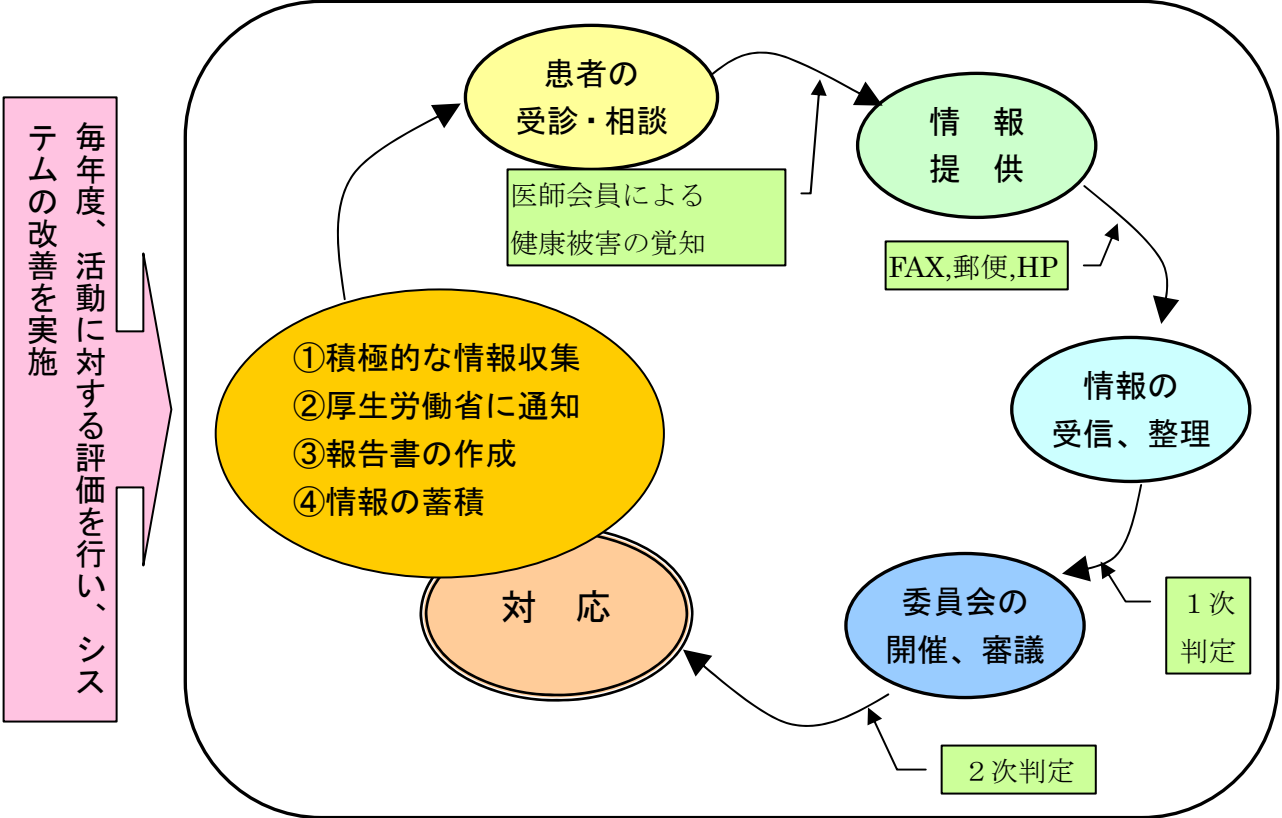 毎年度、活動に対する評価を行い、シス
テムの改善を実施
患者の
受診・相談
医師会員による
健康被害の覚知
情　報
提　供
FAX,郵便,HP
情報の
受信、整理
１次
判定
委員会の
開催、審議
２次判定
対　応
①積極的な情報収集
②厚生労働省に通知
③報告書の作成
④情報の蓄積